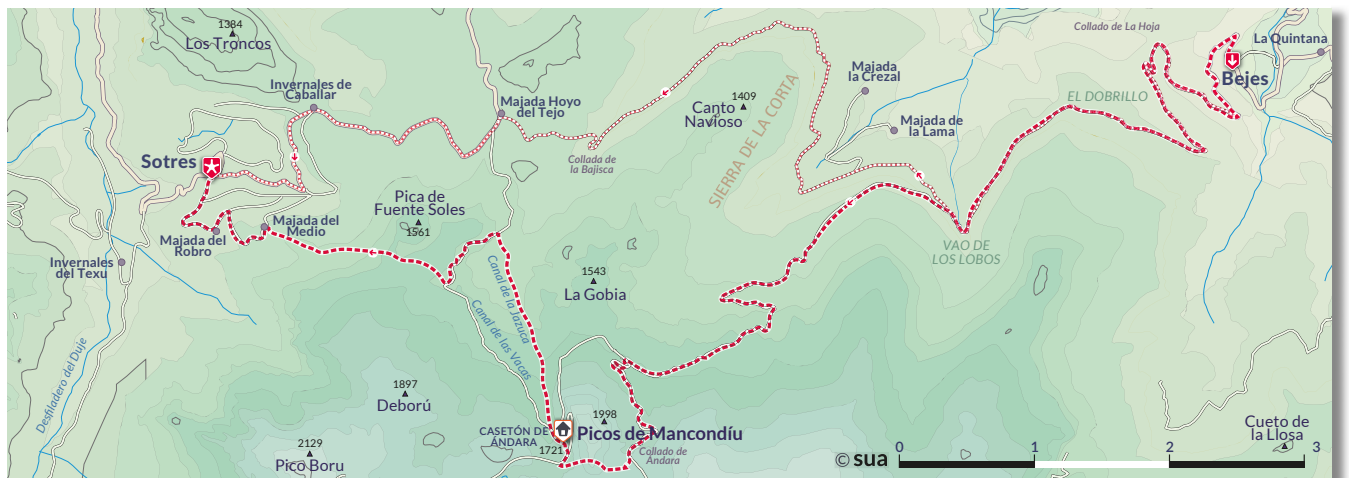 1384
Los Troncos
Collado de La Hoja
La Quintana
Bejes
Invernales de
Caballar
Majada Hoyo
del Tejo
Majada
la Crezal
1409
Canto
Navioso
EL DOBRILLO
Majada de
la Lama
SIERRA DE LA CORTA
Sotres
Collada de
la Bajisca
Pica de
Fuente Soles
1561
Majada del
Medio
Majada del
Robro
VAO DE
LOS LOBOS
Invernales
del Texu
Canal de la Jazuca
1543
La Gobia
Canal de las Vacas
Desfiladero del Duje
1897
Deború
1998
Picos de Mancondíu
CASETÓN DE
ÁNDARA
1721
Collado de
Ándara
2129
Pico Boru
Cueto de
la Llosa
© sua
0 1 2 3